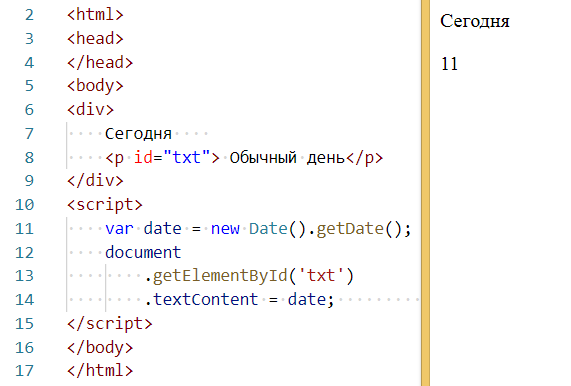 2 <html>
3 <head>
4 </head>
5 <body>
6 <div>
7 Сегодня
8 <p id="txt"> Обычный день</p>
9 </div>
10 <script>
11 var date = new Date().getDate();
12 document
13 .getElementById('txt')
14 .textContent = date;
15 </script>
16 </body>
17 </html>
Сегодня
11